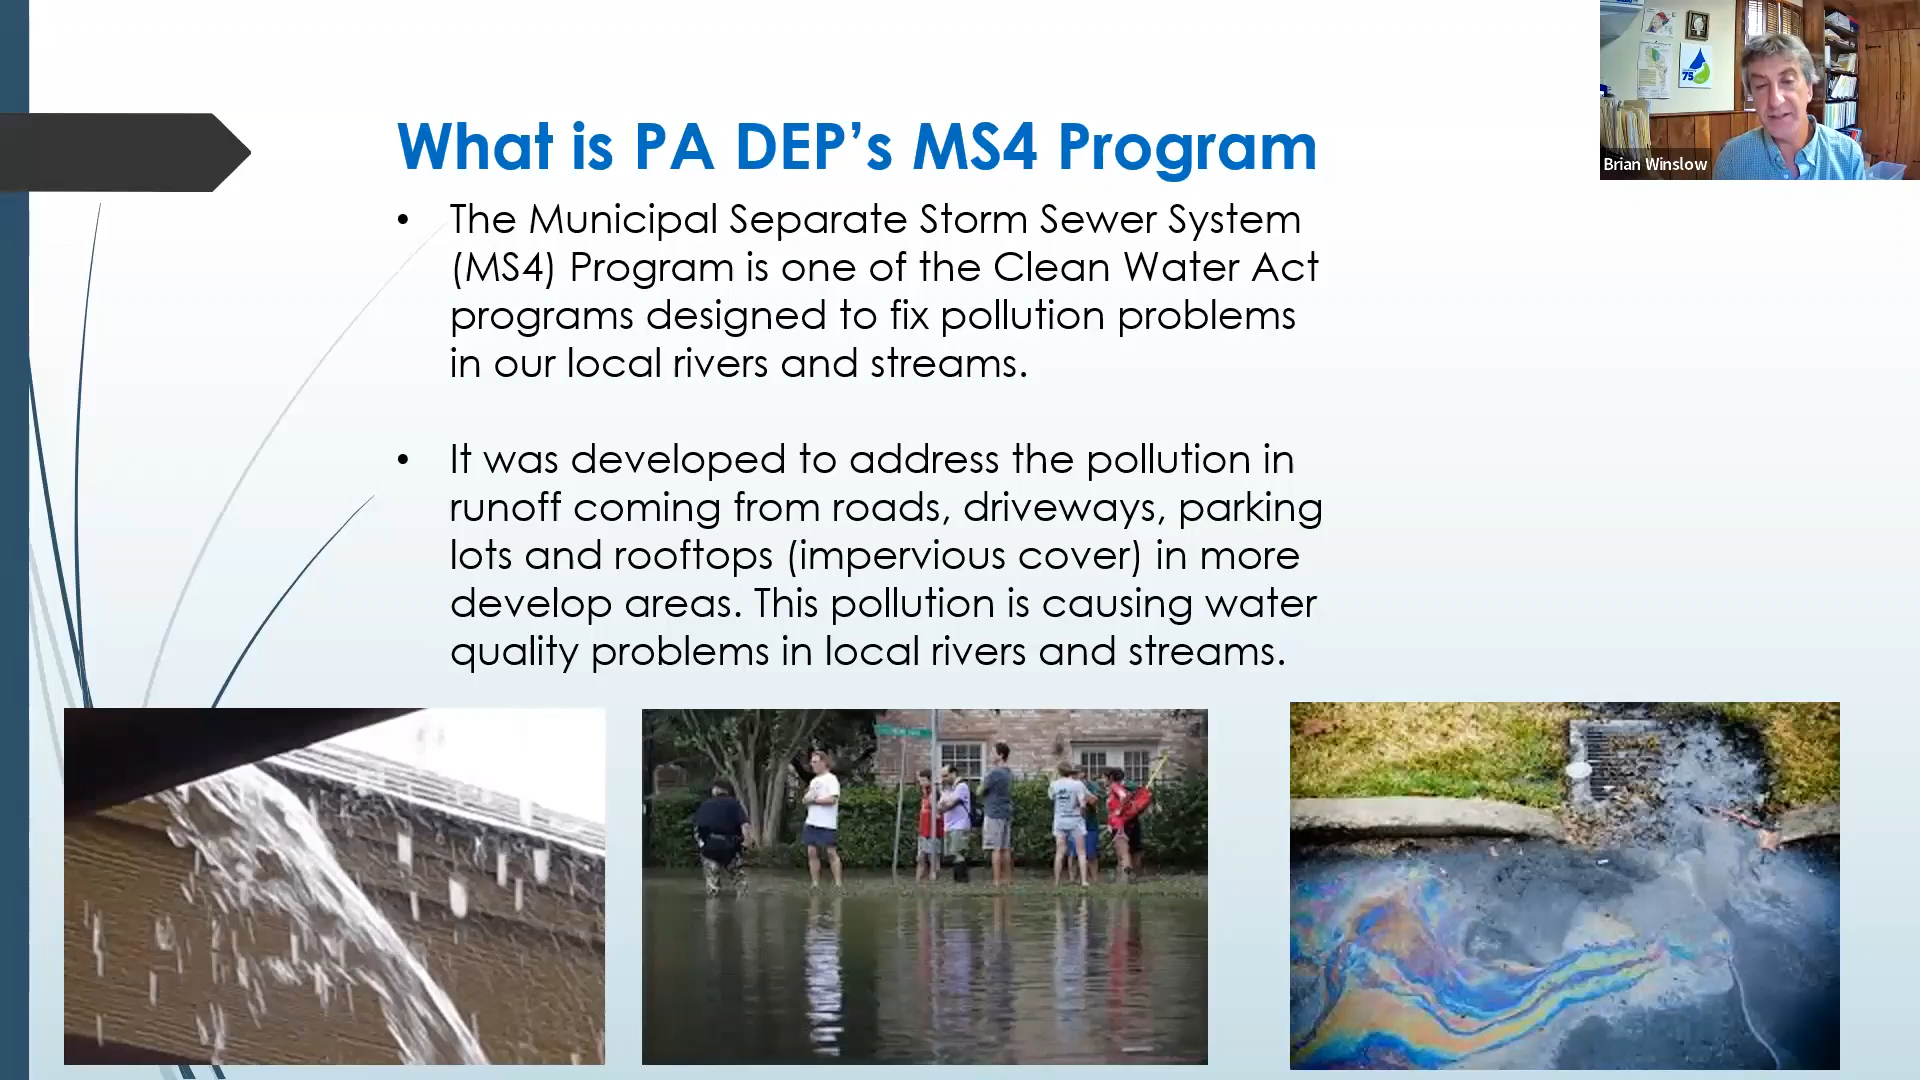 What is PA DEP’s MS4 Program
• The Municipal Separate Storm Sewer System
(MS4) Program is one of the Clean Water Act
programs designed to fix pollution problems
in our local rivers and streams.
• It was developed to address the pollution in
runoff coming from roads, driveways, parking
lots and rooftops (impervious cover) in more
develop areas. This pollution is causing water
quality problems in local rivers and streams.
75
Brian Winslow